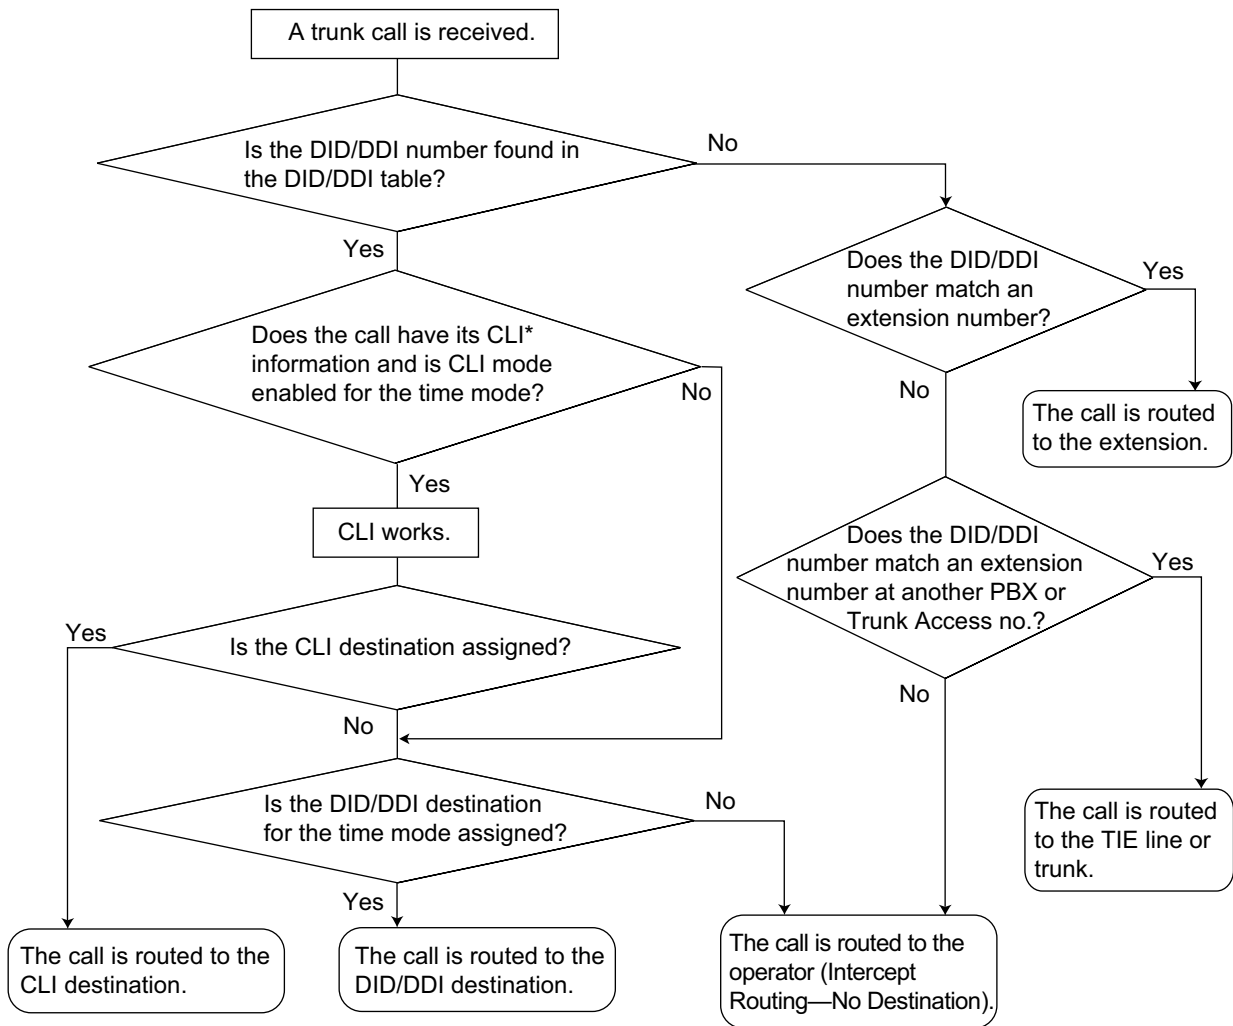 A trunk call is received.
Is the DID/DDI number found in
the DID/DDI table?
No
Yes
Does the DID/DDI
number match an
extension number?
Yes
No
The call is routed
to the extension.
Does the call have its CLI*
information and is CLI mode
enabled for the time mode?
No
Yes
CLI works.
Does the DID/DDI
number match an extension
number at another PBX or
Trunk Access no.?
Yes
No
Is the CLI destination assigned?
Yes
No
Is the DID/DDI destination
for the time mode assigned?
No
Yes
The call is routed
to the TIE line or
trunk.
The call is routed to the
CLI destination.
The call is routed to the
DID/DDI destination.
The call is routed to the
operator (Intercept
Routing—No Destination).